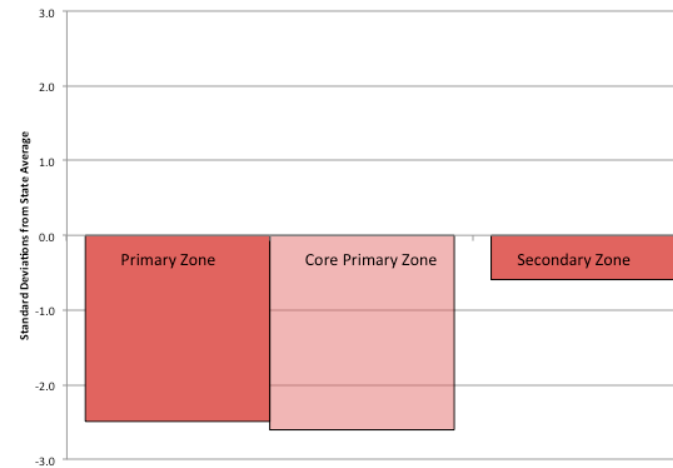 Standard Deviations from State Average
3.0
2.0
1.0
0.0
-1.0
-2.0
-3.0
Primary Zone
Core Primary Zone
Secondary Zone